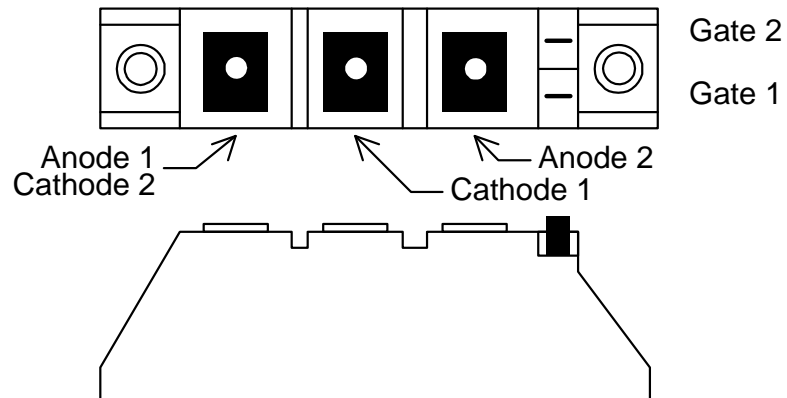 Gate 2
Gate 1
Anode 1
Cathode 2
Anode 2
Cathode 1